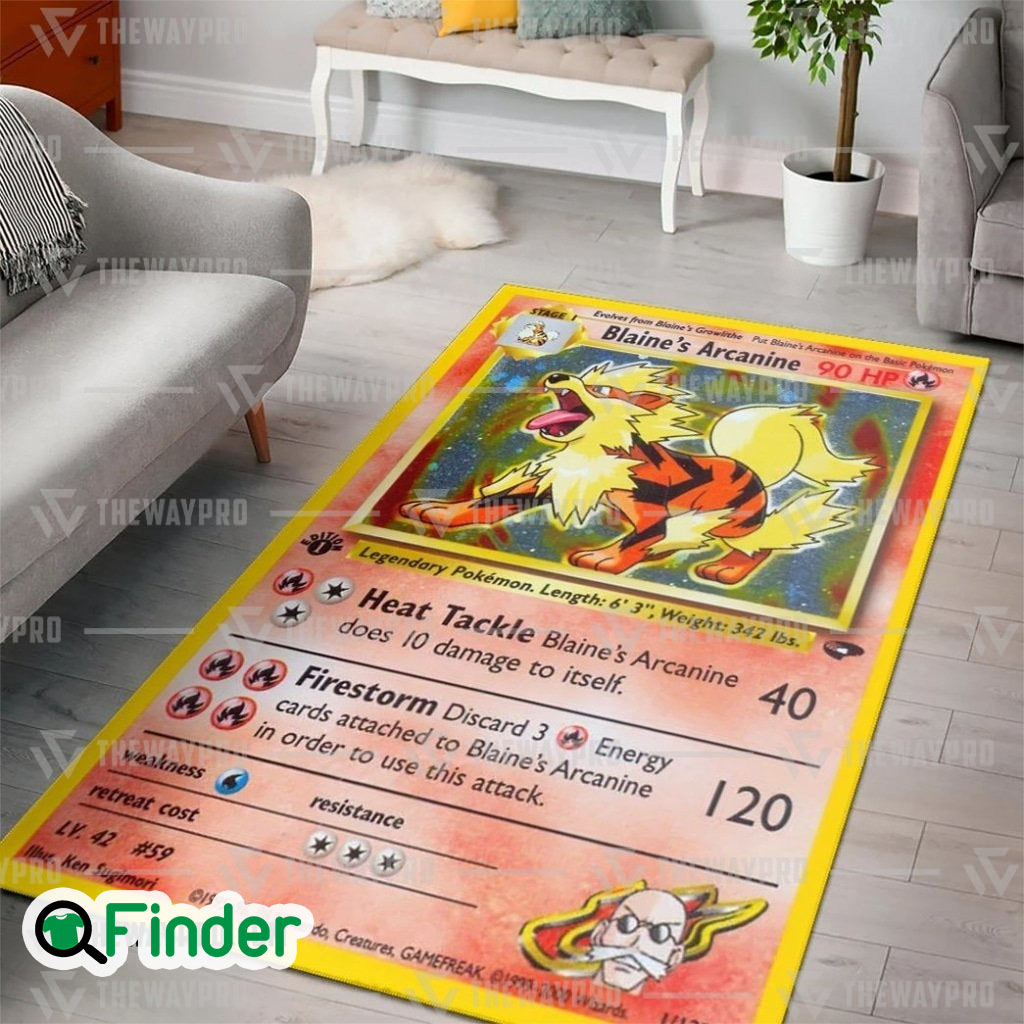 THEWAYPRO
STAGE 1
Evolves from Blaine's Growlithe Put Blaine's Arcanine on the Basic Pokémon
Blaine's Arcanine 90 HP
EDITION
1
Legendary Pokémon. Length: 6' 3", Weight: 342 lbs.
Heat Tackle Blaine's Arcanine
does 10 damage to itself.
40
Firestorm Discard 3 Energy
cards attached to Blaine's Arcanine
in order to use this attack.
120
weakness
resistance
retreat cost
LV. 42 #59
Illus. Ken Sugimori
Creatures, GAMEFREAK. Wizards.
Finder